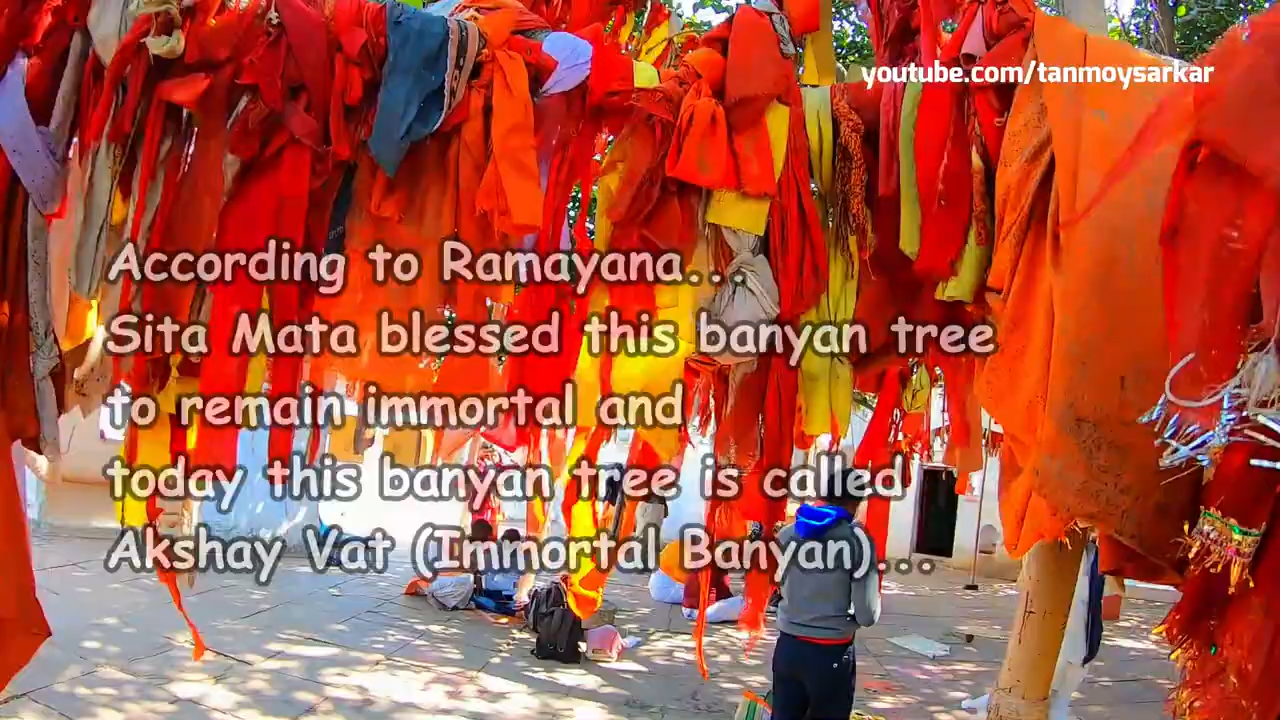 youtube.com/tanmoysarkar
According to Ramayana...
Sita Mata blessed this banyan tree
to remain immortal and
today this banyan tree is called
Akshay Vat (Immortal Banyan)...